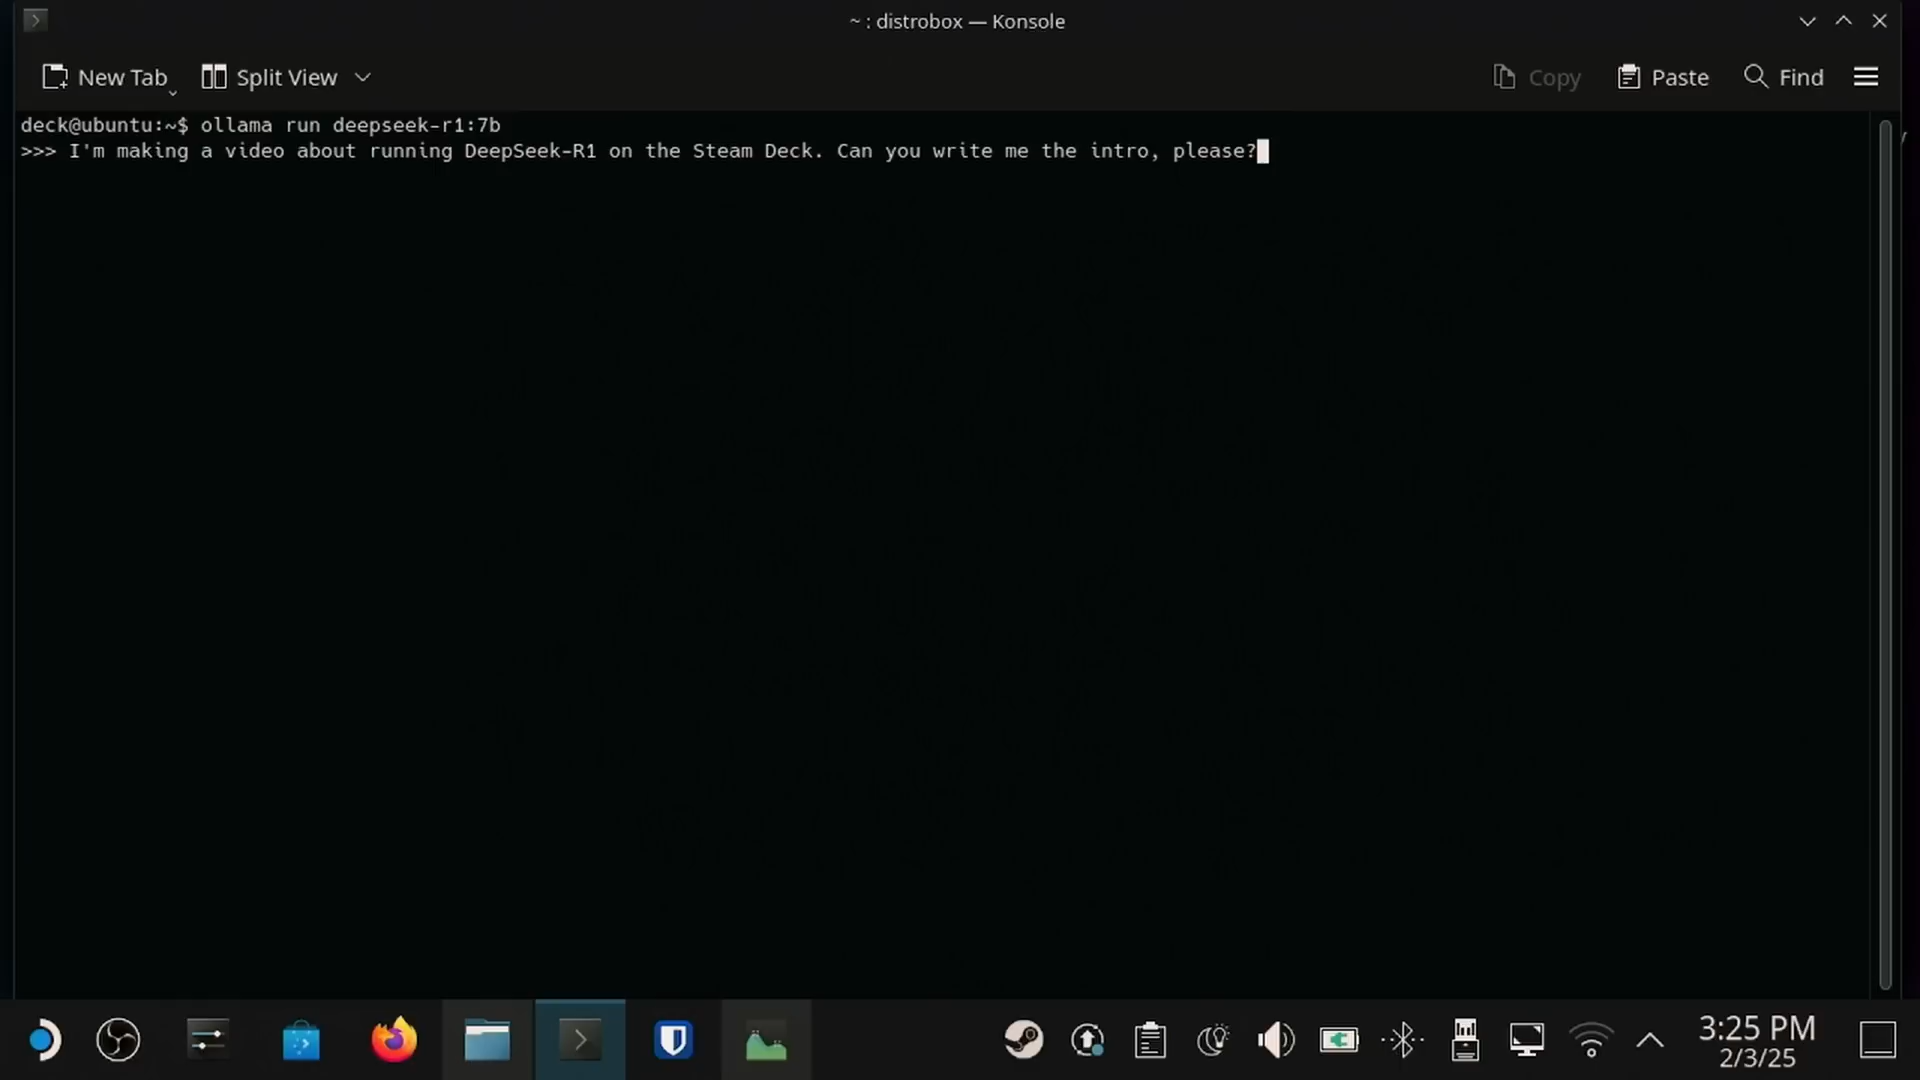 ~ : distrobox — Konsole
New Tab
Split View
Copy
Paste
Find
deck@ubuntu:~$ ollama run deepseek-r1:7b
>>> I'm making a video about running DeepSeek-R1 on the Steam Deck. Can you write me the intro, please?
3:25 PM
2/3/25